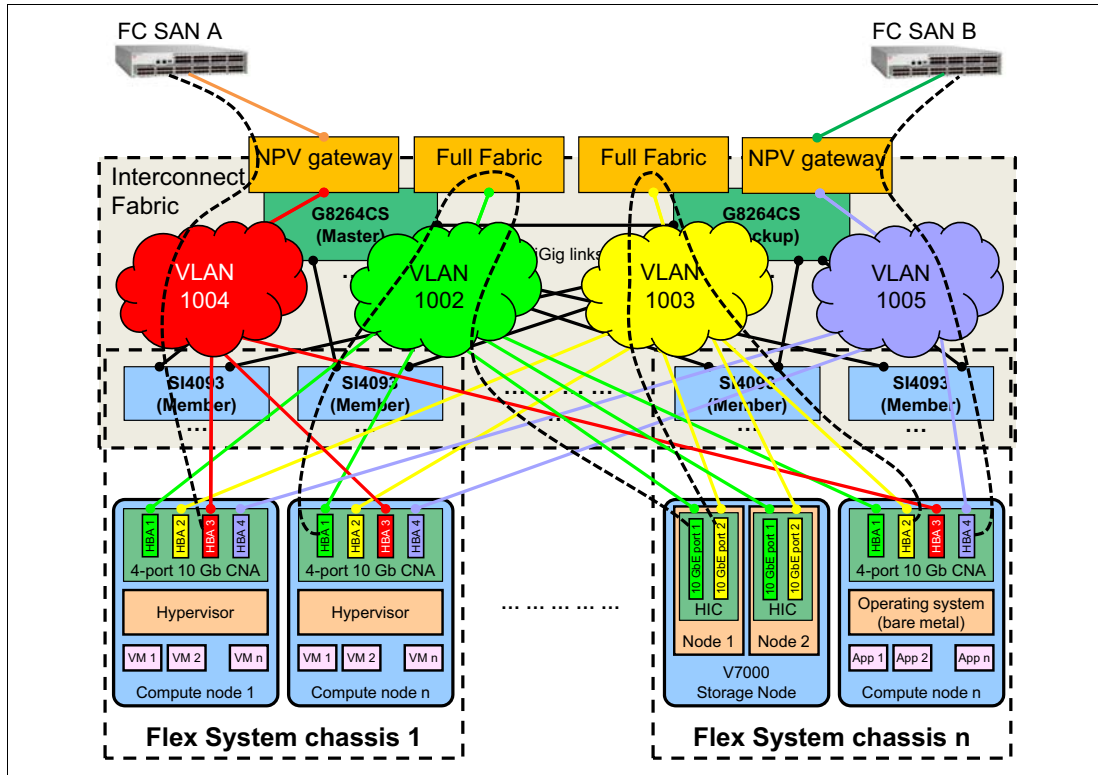 FC SAN A
FC SAN B
NPV gateway
Full Fabric
Full Fabric
NPV gateway
Interconnect
Fabric
G8264CS
(Master)
G8264CS
iGig links
VLAN
1004
VLAN
1002
VLAN
1003
VLAN
1005
...
SI4093
(Member)
...
SI4093
(Member)
...
... ... ... ...
SI4093
(Member)
...
SI4093
(Member)
...
HBA 1
HBA 2
HBA 3
HBA 4
4-port 10 Gb CNA
Hypervisor
VM 1
VM 2
VM n
Compute node 1
HBA 1
HBA 2
HBA 3
HBA 4
4-port 10 Gb CNA
Hypervisor
VM 1
VM 2
VM n
Compute node n
... ... ... ...
10 GbE port 1
10 GbE port 2
HIC
Node 1
10 GbE port 1
10 GbE port 2
HIC
Node 2
V7000
Storage Node
HBA 1
HBA 2
HBA 3
HBA 4
4-port 10 Gb CNA
Operating system
(bare metal)
App 1
App 2
App n
Compute node n
Flex System chassis 1
Flex System chassis n